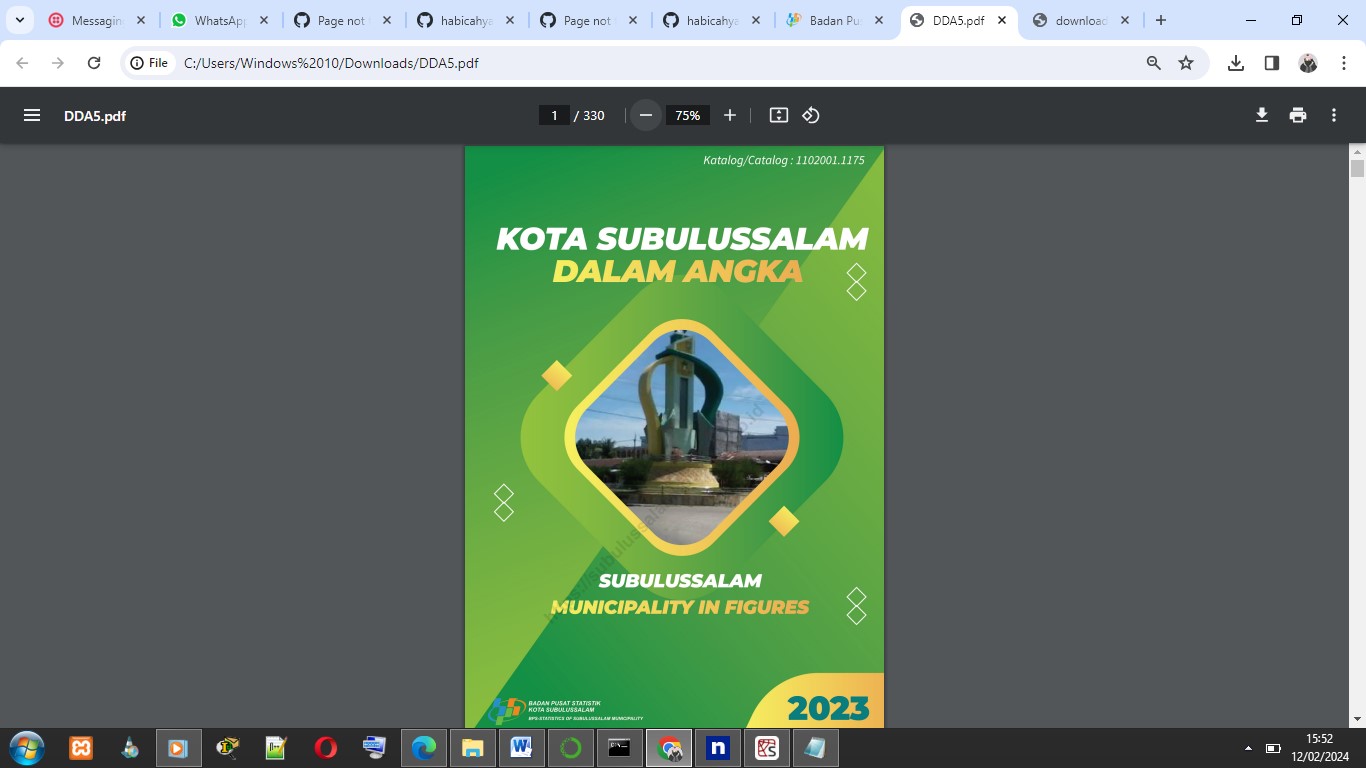 Messagin
WhatsApp
Page not
habicahya
Page not
habicahya
Badan Pu
DDA5.pdf
download
File
C:/Users/Windows%2010/Downloads/DDA5.pdf
DDA5.pdf
1 / 330
75%
Katalog/Catalog : 1102001.1175
KOTA SUBULUSSALAM
DALAM ANGKA
SUBULUSSALAM
MUNICIPALITY IN FIGURES
BADAN PUSAT STATISTIK
KOTA SUBULUSSALAM
BPS-STATISTICS OF SUBULUSSALAM MUNICIPALITY
2023
15:52
12/02/2024